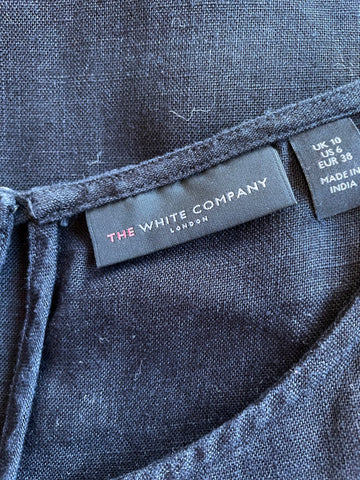 THE WHITE COMPANY
LONDON
UK 10
US 6
EUR 38
MADE IN
INDIA